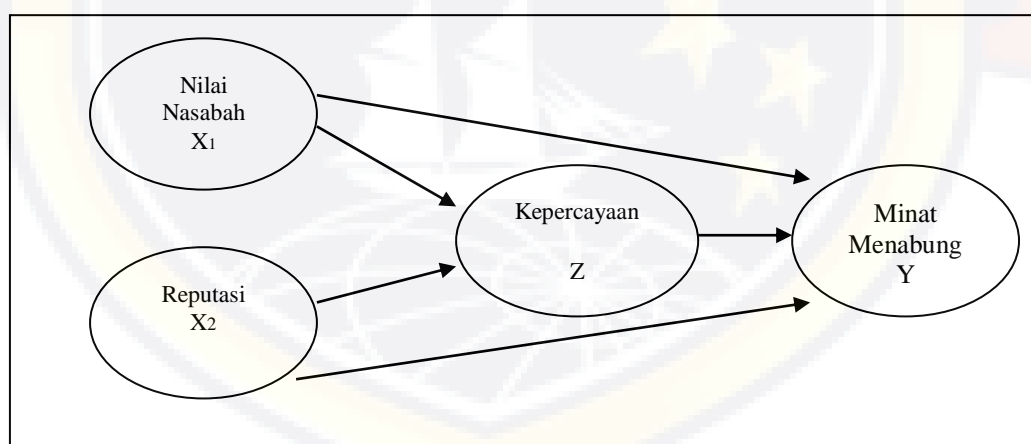 Nilai
Nasabah
X1
Kepercayaan
Z
Minat
Menabung
Y
Reputasi
X2